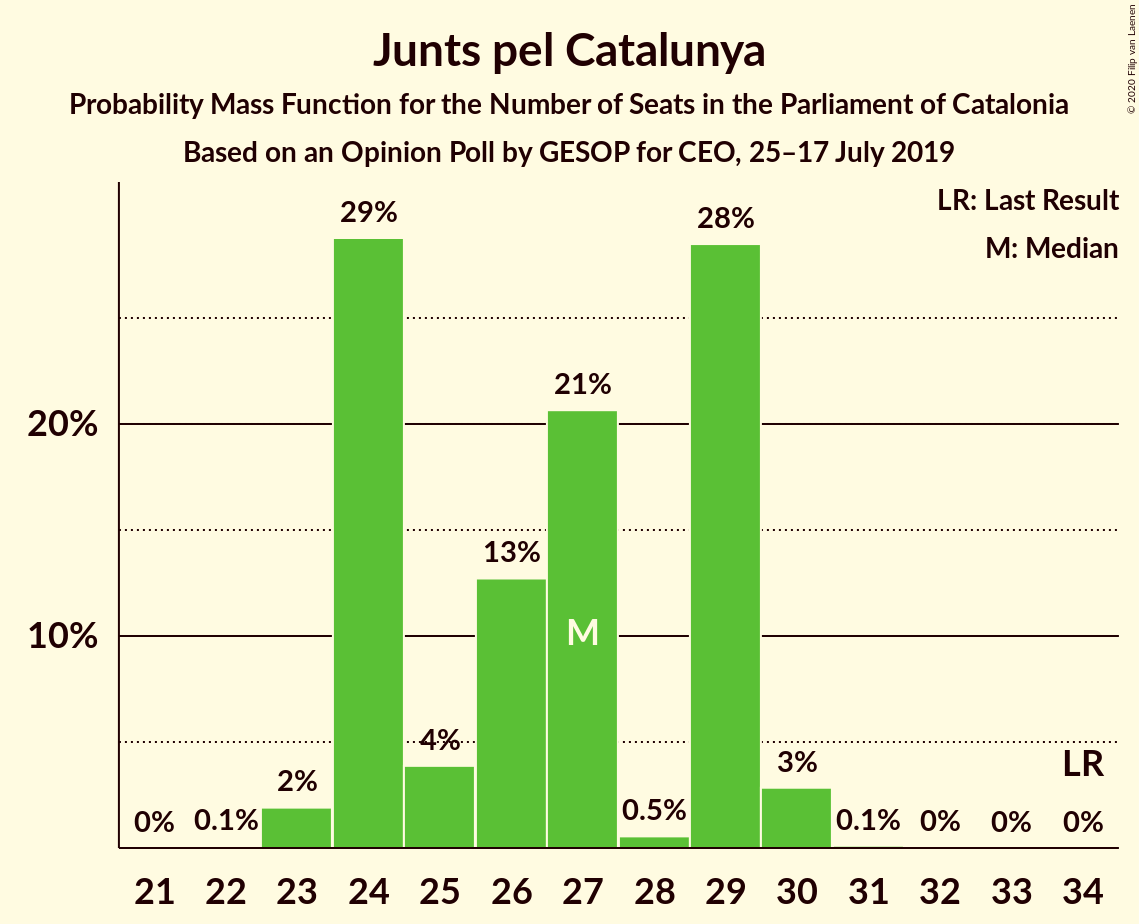 Junts pel Catalunya
Probability Mass Function for the Number of Seats in the Parliament of Catalonia
Based on an Opinion Poll by GESOP for CEO, 25–17 July 2019
© 2020 Filip van Laenen
LR: Last Result
M: Median
29%
28%
21%
20%
13%
M
10%
4%
3%
LR
2%
0.5%
0%
0.1%
0.1%
0%
0%
0%
21 22 23 24 25 26 27 28 29 30 31 32 33 34